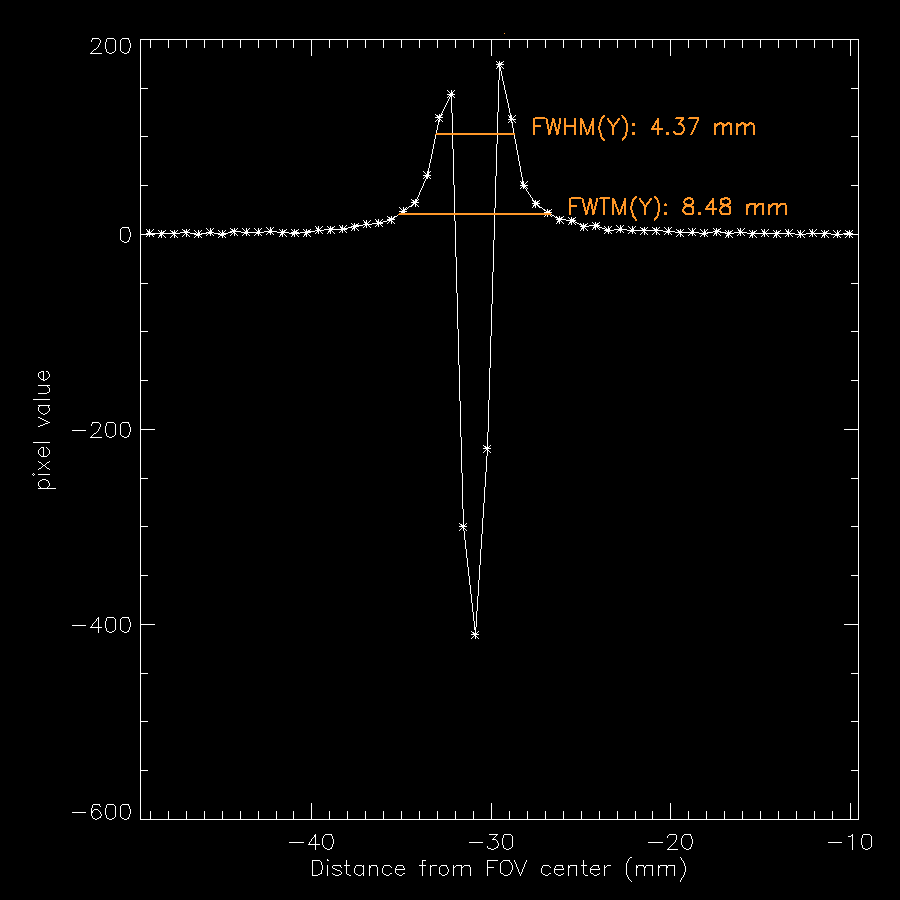 200
FWHM(Y): 4.37 mm
FWTM(Y): 8.48 mm
0
pixel value
−200
−400
−600
−40 −30 −20 −10
Distance from FOV center (mm)